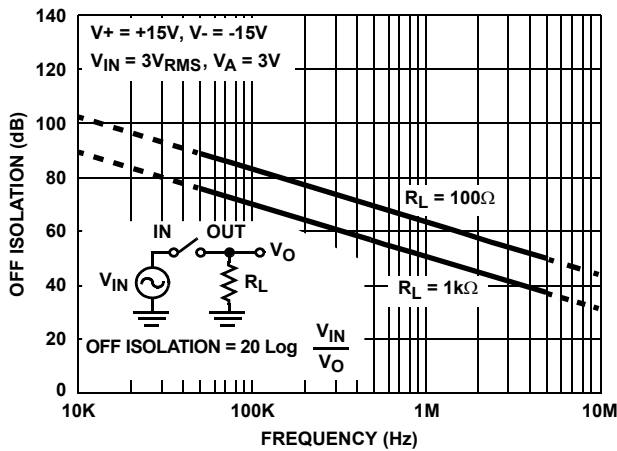 140
120
100
80
60
40
20
0
OFF ISOLATION (dB)
V+ = +15V, V- = -15V
VIN = 3VRMS, VA = 3V
RL = 100Ω
RL = 1kΩ
IN OUT
VO
VIN
RL
OFF ISOLATION = 20 Log VIN
VO
10K 100K 1M 10M
FREQUENCY (Hz)